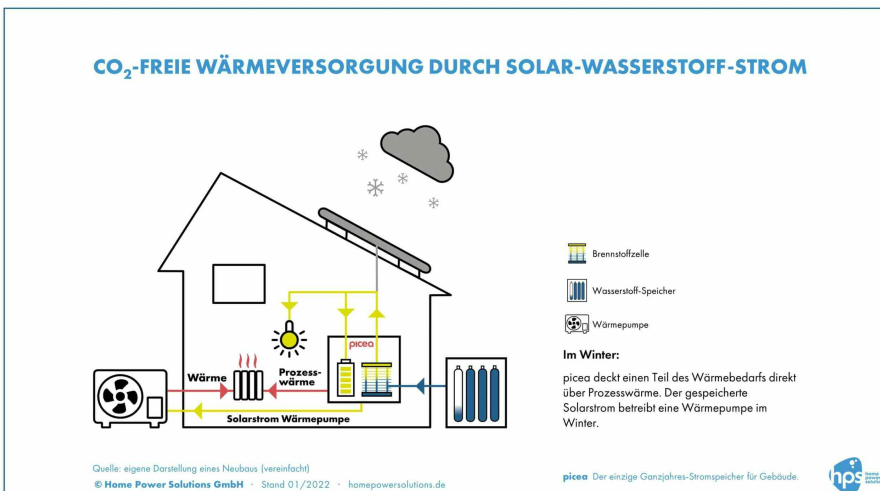 CO₂-FREIE WÄRMEVERSORGUNG DURCH SOLAR-WASSERSTOFF-STROM
picea
Wärme
Prozess-
wärme
Solarstrom Wärmepumpe
Brennstoffzelle
Wasserstoff-Speicher
Wärmepumpe
Im Winter:
picea deckt einen Teil des Wärmebedarfs direkt
über Prozesswärme. Der gespeicherte
Solarstrom betreibt eine Wärmepumpe im
Winter.
Quelle: eigene Darstellung eines Neubaus (vereinfacht)
© Home Power Solutions GmbH · Stand 01/2022 · homepowersolutions.de
picea Der einzige Ganzjahres-Stromspeicher für Gebäude.
hps
home
power
solutions